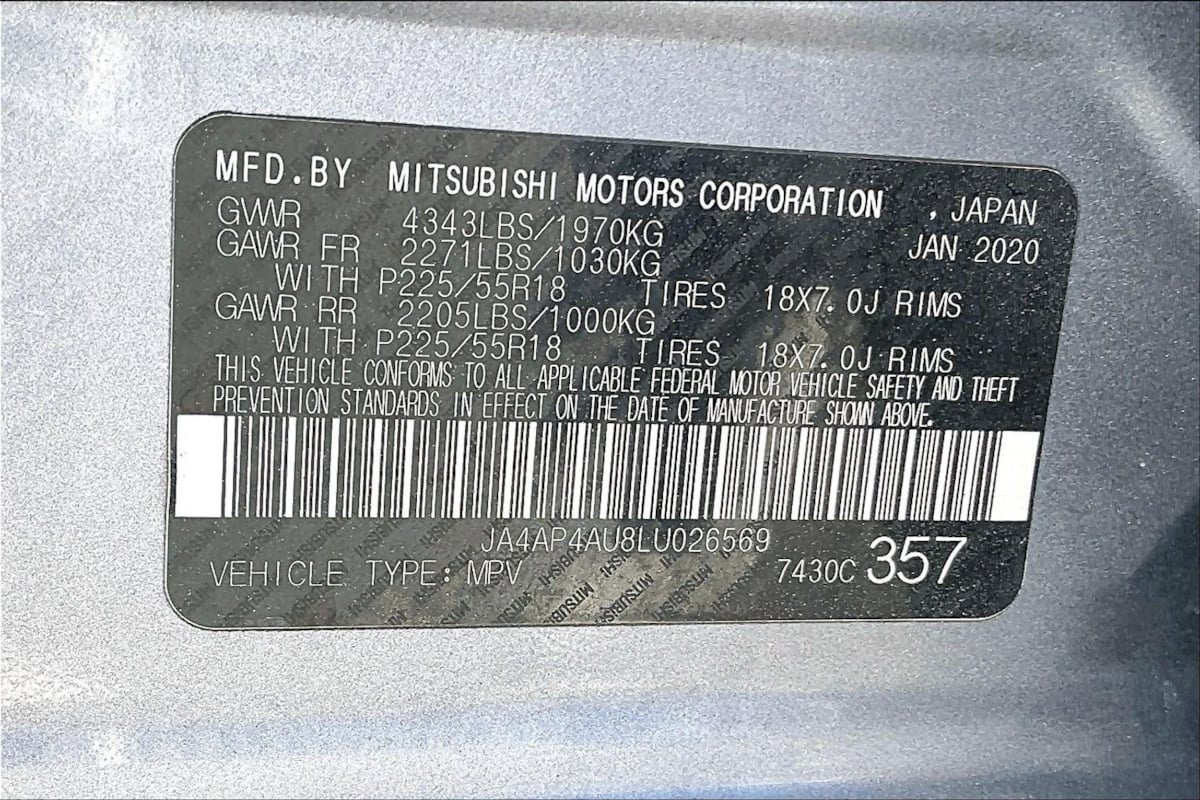 MFD.BY MITSUBISHI MOTORS CORPORATION , JAPAN
GVWR 4343LBS/1970KG JAN 2020
GAWR FR 2271LBS/1030KG
WITH P225/55R18 TIRES 18X7.0J RIMS
GAWR RR 2205LBS/1000KG
WITH P225/55R18 TIRES 18X7.0J RIMS
THIS VEHICLE CONFORMS TO ALL APPLICABLE FEDERAL MOTOR VEHICLE SAFETY AND THEFT
PREVENTION STANDARDS IN EFFECT ON THE DATE OF MANUFACTURE SHOWN ABOVE.
JA4AP4AU8LU026569
VEHICLE TYPE: MPV 7430C 357